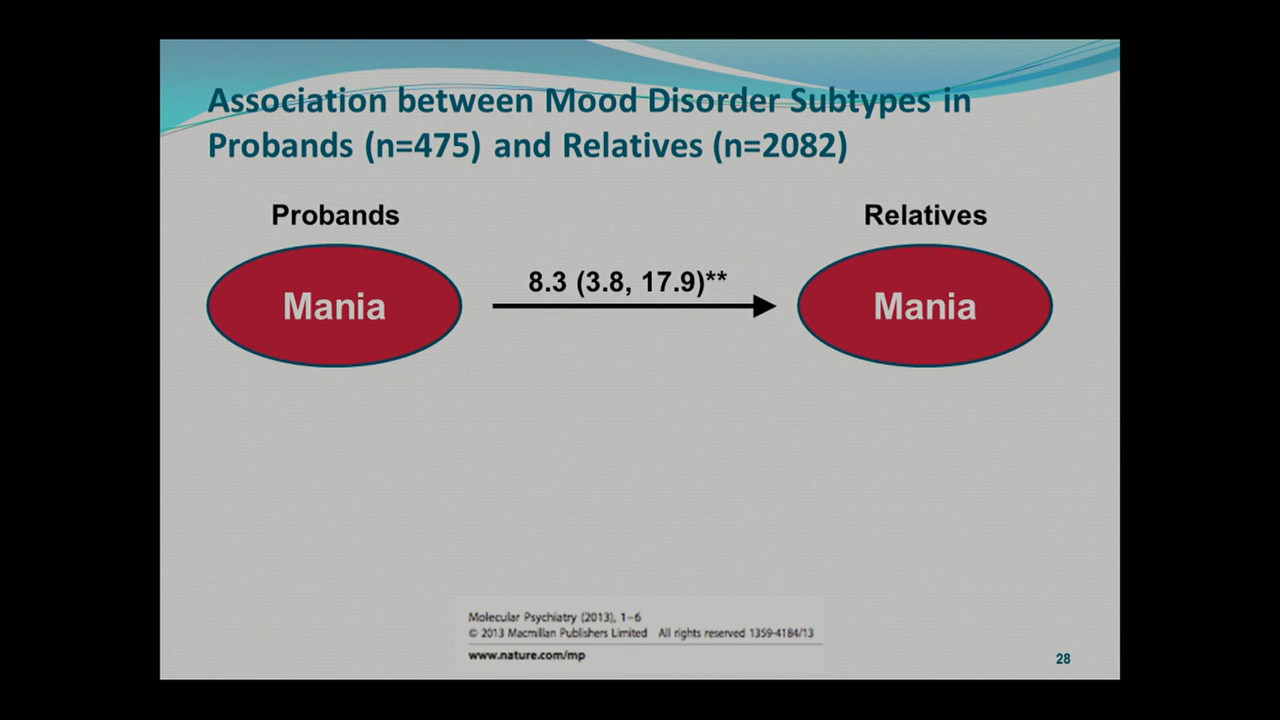 Association between Mood Disorder Subtypes in
Probands (n=475) and Relatives (n=2082)
Probands
Relatives
Mania
8.3 (3.8, 17.9)**
Mania
Molecular Psychiatry (2013), 1–6
© 2013 Macmillan Publishers Limited All rights reserved 1359-4184/13
www.nature.com/mp
28